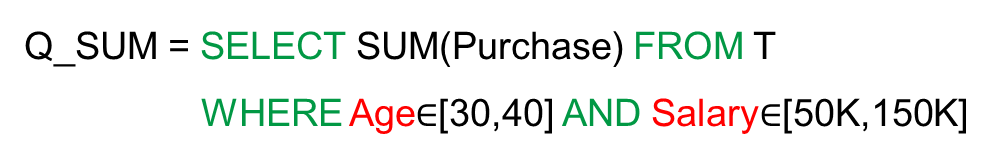 Q_SUM = SELECT SUM(Purchase) FROM T
WHERE Age∈[30,40] AND Salary∈[50K,150K]